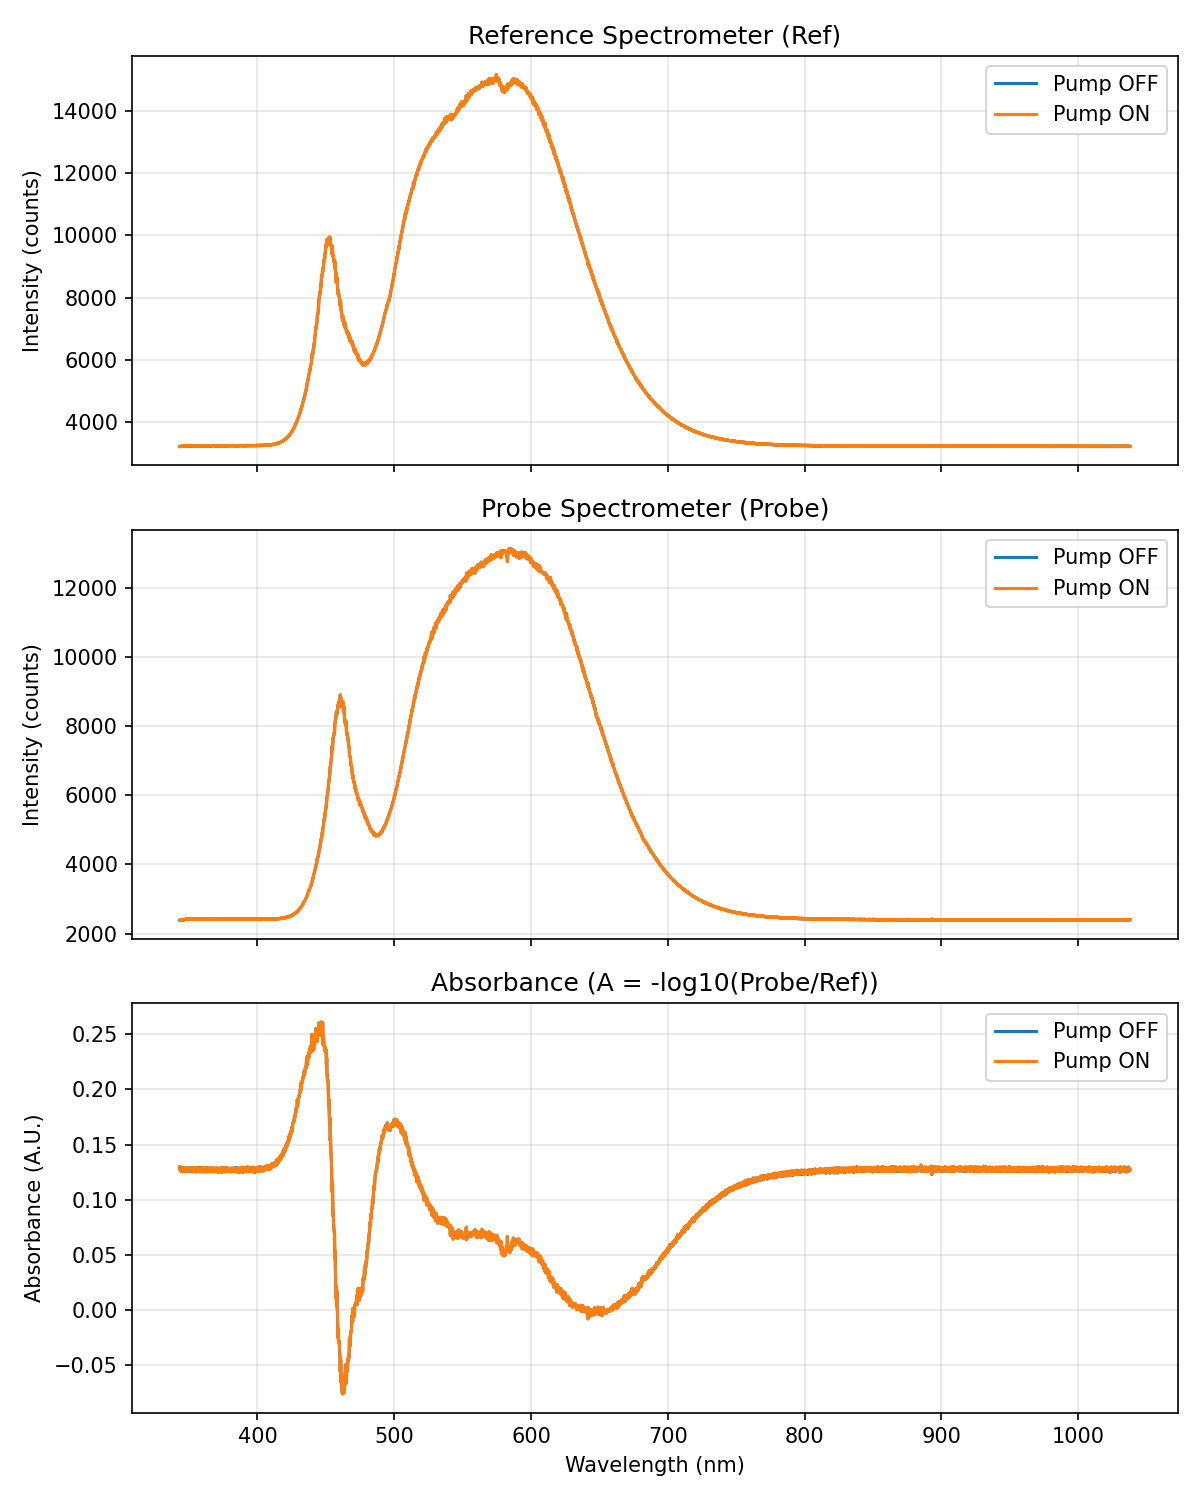 Reference Spectrometer (Ref)
Intensity (counts)
14000
12000
10000
8000
6000
4000
Pump OFF
Pump ON
Probe Spectrometer (Probe)
Intensity (counts)
12000
10000
8000
6000
4000
2000
Pump OFF
Pump ON
Absorbance (A = -log10(Probe/Ref))
Absorbance (A.U.)
0.25
0.20
0.15
0.10
0.05
0.00
−0.05
Pump OFF
Pump ON
400 500 600 700 800 900 1000
Wavelength (nm)